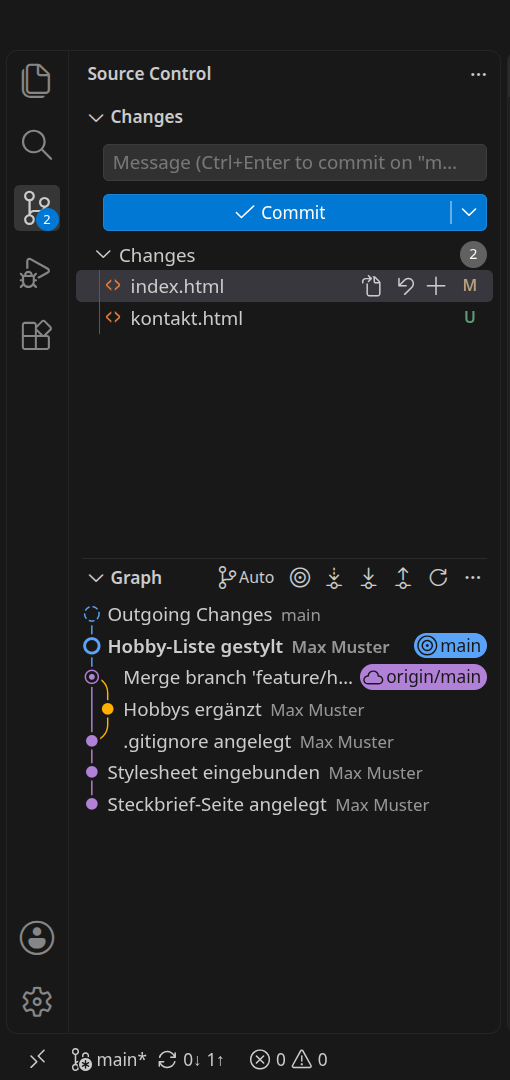 Source Control
Changes
Message (Ctrl+Enter to commit on "m...
Commit
2
Changes 2
index.html M
kontakt.html U
Graph Auto
Outgoing Changes main
Hobby-Liste gestylt Max Muster main
Merge branch 'feature/h... origin/main
Hobbys ergänzt Max Muster
.gitignore angelegt Max Muster
Stylesheet eingebunden Max Muster
Steckbrief-Seite angelegt Max Muster
main* 0↓ 1↑ 0 0